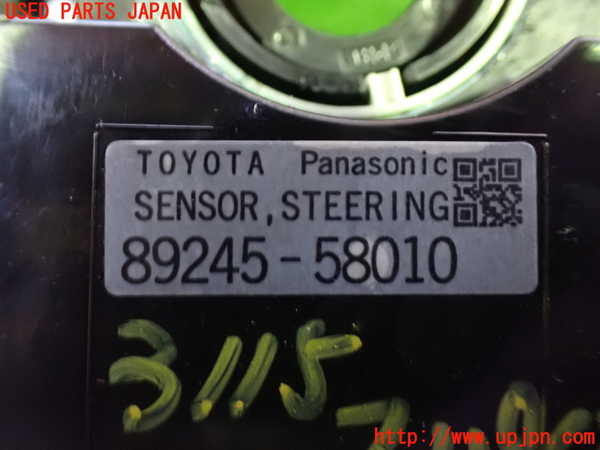 USED PARTS JAPAN
TOYOTA Panasonic
SENSOR, STEERING
89245-58010
3115-
http://www.upjpn.com/